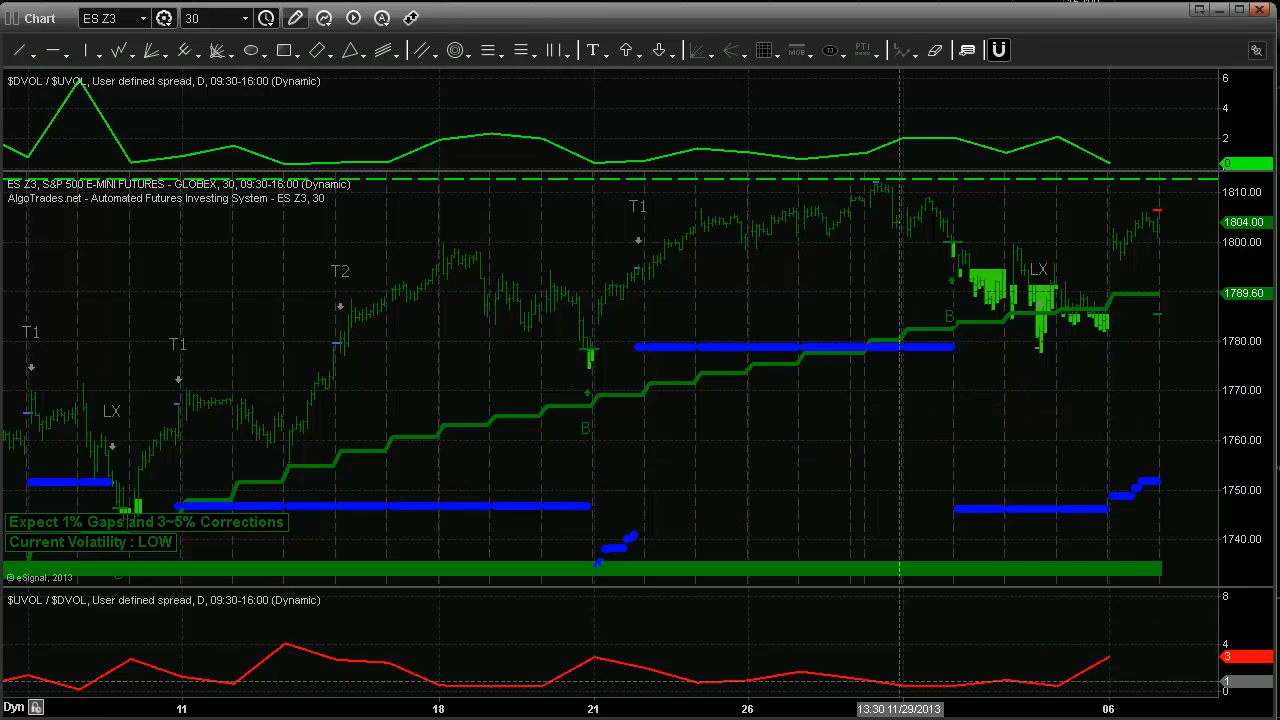 Chart
ES Z3
30
T
MOB
TJ
PTI
$DVOL / $UVOL, User defined spread, D, 09:30-16:00 (Dynamic)
6
4
2
0
ES Z3, S&P 500 E-MINI FUTURES - GLOBEX, 30, 09:30-16:00 (Dynamic)
AlgoTrades.net - Automated Futures Investing System - ES Z3, 30
1810.00
1804.00
1800.00
1789.60
1780.00
1770.00
1760.00
1750.00
1740.00
T1
LX
T1
T2
B
T1
B
LX
Expect 1% Gaps and 3~5% Corrections
Current Volatility : LOW
© eSignal, 2013
$UVOL / $DVOL, User defined spread, D, 09:30-16:00 (Dynamic)
8
4
3
1
0
Dyn
11
18
21
26
13:30 11/29/2013
06